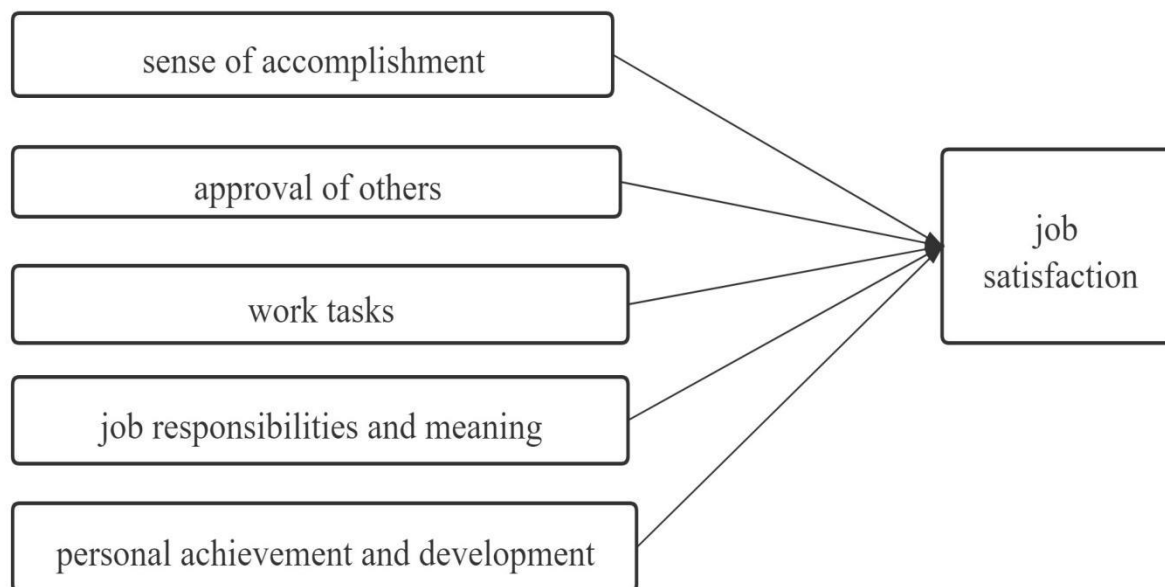 sense of accomplishment
approval of others
work tasks
job responsibilities and meaning
personal achievement and development
job
satisfaction